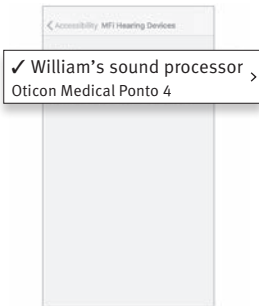 Accessibility MFI Hearing Devices
✓ William's sound processor
Oticon Medical Ponto 4